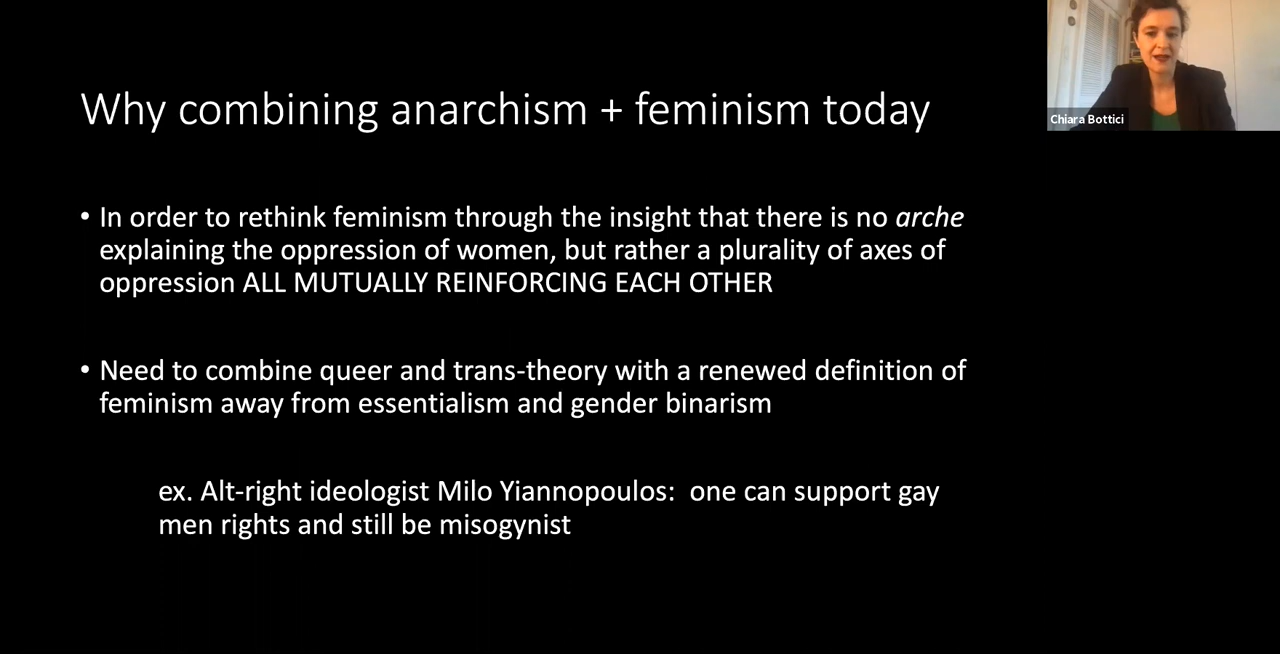 Why combining anarchism + feminism today
Chiara Bottici
• In order to rethink feminism through the insight that there is no arche
explaining the oppression of women, but rather a plurality of axes of
oppression ALL MUTUALLY REINFORCING EACH OTHER
• Need to combine queer and trans-theory with a renewed definition of
feminism away from essentialism and gender binarism
ex. Alt-right ideologist Milo Yiannopoulos:  one can support gay
men rights and still be misogynist